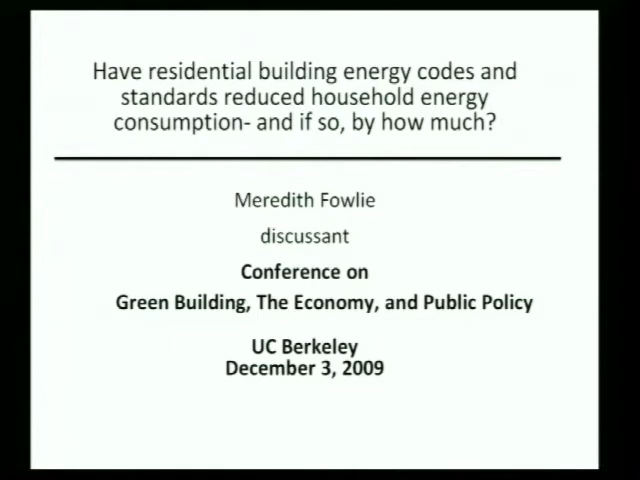 Have residential building energy codes and
standards reduced household energy
consumption- and if so, by how much?
Meredith Fowlie
discussant
Conference on
Green Building, The Economy, and Public Policy
UC Berkeley
December 3, 2009